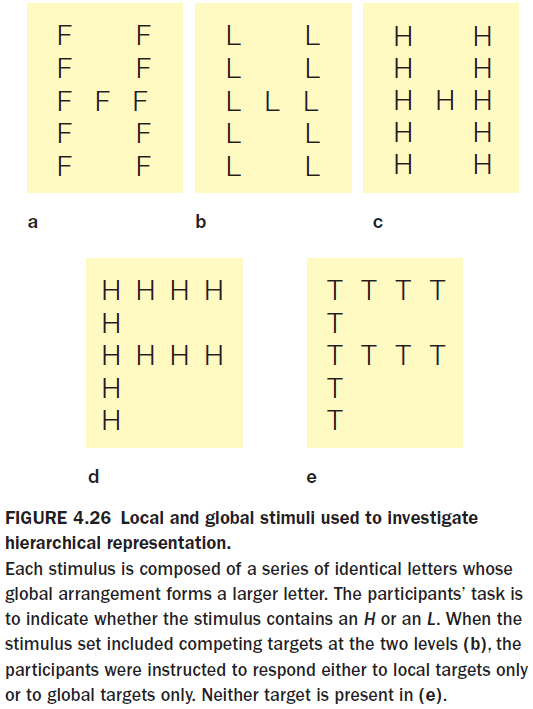 F F L L H H
F F L L H H
F F F L L L H H H
F F L L H H
F F L L H H
a b c
H H H H T T T T
H T
H H H H T T T T
H T
H T
d e
FIGURE 4.26 Local and global stimuli used to investigate
hierarchical representation.
Each stimulus is composed of a series of identical letters whose
global arrangement forms a larger letter. The participants’ task is
to indicate whether the stimulus contains an H or an L. When the
stimulus set included competing targets at the two levels (b), the
participants were instructed to respond either to local targets only
or to global targets only. Neither target is present in (e).